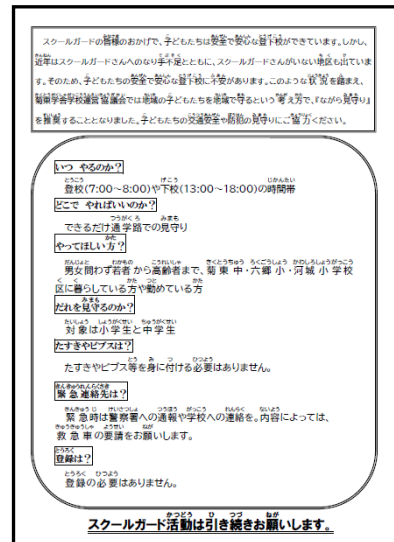 スクールガードの皆様のおかげで、子どもたちは安全で安心な登下校ができています。しかし、
近年はスクールガードさんへのなり手不足とともに、スクールガードさんがいない地区も出ていま
す。そのため、子どもたちの安全で安心な登下校に不安があります。このような状況を踏まえ、
菊東学舎学校運営協議会では地域の子どもたちを地域で守るという考え方で、『ながら見守り』
を推奨することとなりました。子どもたちの交通安全や防犯の見守りにご協力ください。
いつ やるのか？
登校(7:00～8:00)や下校(13:00～18:00)の時間帯
どこで やればいいのか？
できるだけ通学路での見守り
やってほしい方？
男女問わず若者から高齢者まで、菊東中・六郷小・河城小学校
区に暮らしている方や勤めている方
だれを見守るのか？
対象は小学生と中学生
たすきやビブスは？
たすきやビブス等を身に付ける必要はありません。
緊急連絡先は？
緊急時は警察署への通報や学校への連絡を。内容によっては、
救急車の要請をお願いします。
登録は？
登録の必要はありません。
スクールガード活動は引き続きお願いします。